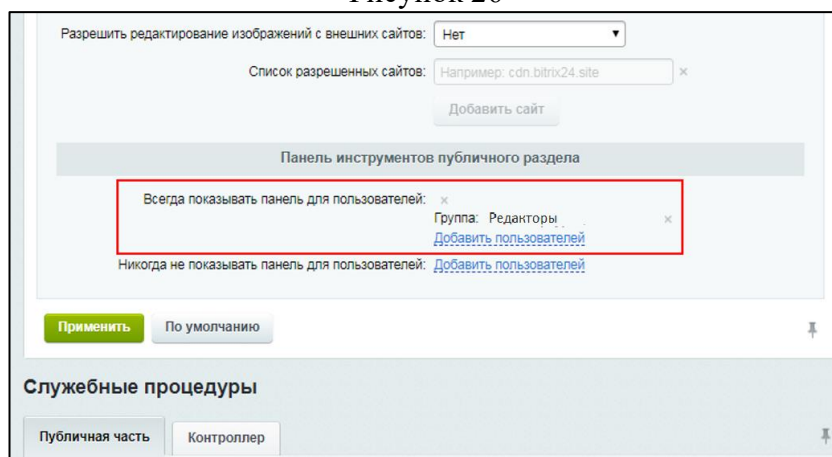 Рисунок 20
Разрешить редактирование изображений с внешних сайтов: Нет
Список разрешенных сайтов: Например: cdn.bitrix24.site ×
Добавить сайт
Панель инструментов публичного раздела
Всегда показывать панель для пользователей: ×
Группа: Редакторы ×
Добавить пользователей
Никогда не показывать панель для пользователей: Добавить пользователей
Применить По умолчанию
Служебные процедуры
Публичная часть Контроллер